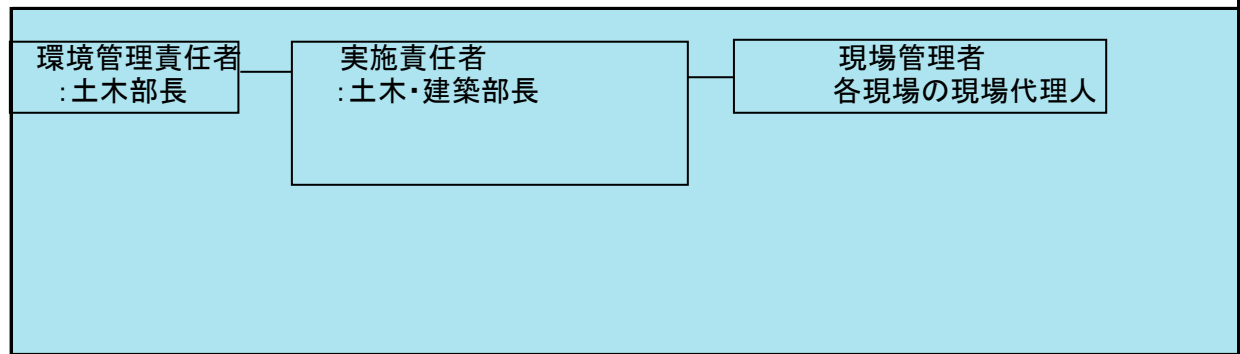 環境管理責任者
:土木部長
実施責任者
:土木・建築部長
現場管理者
各現場の現場代理人